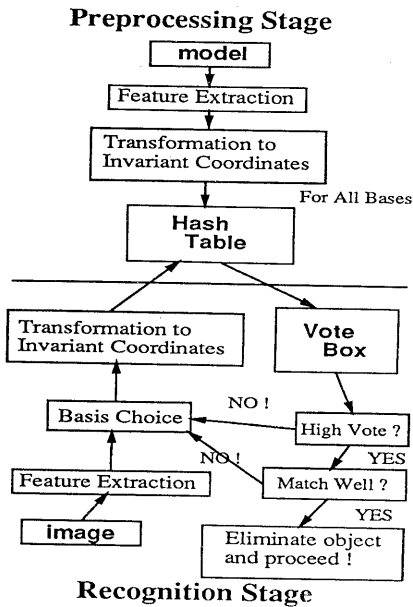 Preprocessing Stage
model
Feature Extraction
Transformation to
Invariant Coordinates
For All Bases
Hash
Table
Transformation to
Invariant Coordinates
Vote
Box
Basis Choice
NO !
High Vote ?
YES
NO !
Feature Extraction
Match Well ?
YES
image
Eliminate object
and proceed !
Recognition Stage